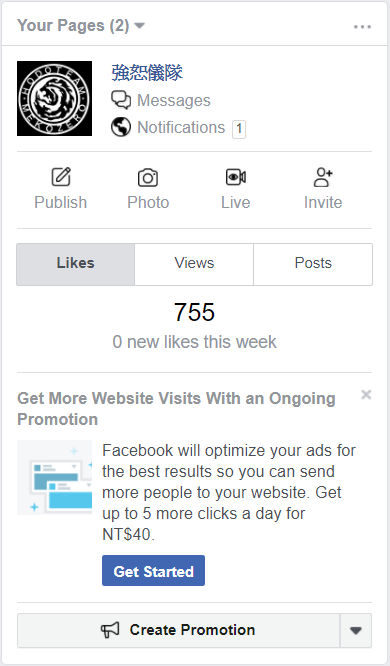 Your Pages (2)
強恕儀隊
Messages
Notifications 1
Publish Photo Live Invite
Likes Views Posts
755
0 new likes this week
Get More Website Visits With an Ongoing
Promotion
Facebook will optimize your ads for
the best results so you can send
more people to your website. Get
up to 5 more clicks a day for
NT$40.
Get Started
Create Promotion